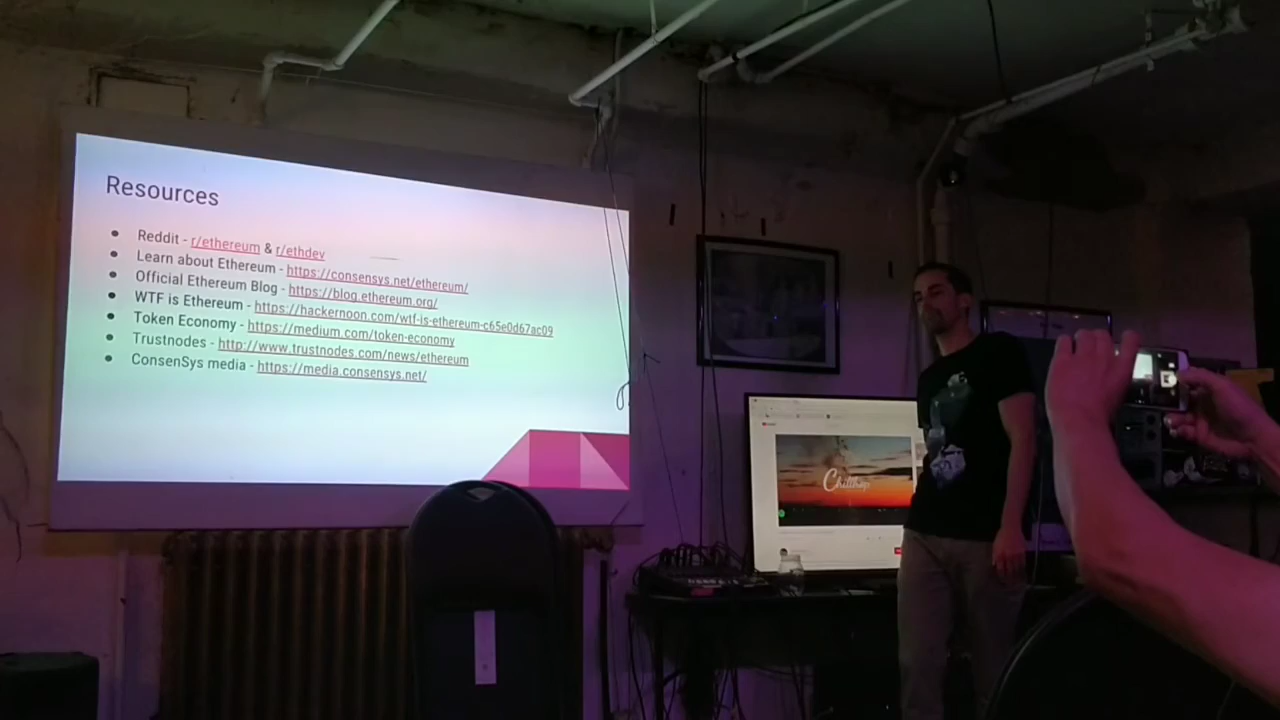 Resources
● Reddit - r/ethereum & r/ethdev
● Learn about Ethereum - https://consensys.net/ethereum/
● Official Ethereum Blog - https://blog.ethereum.org/
● WTF is Ethereum - https://hackernoon.com/wtf-is-ethereum-c65e0d67ac09
● Token Economy - https://medium.com/token-economy
● Trustnodes - http://www.trustnodes.com/news/ethereum
● ConsenSys media - https://media.consensys.net/